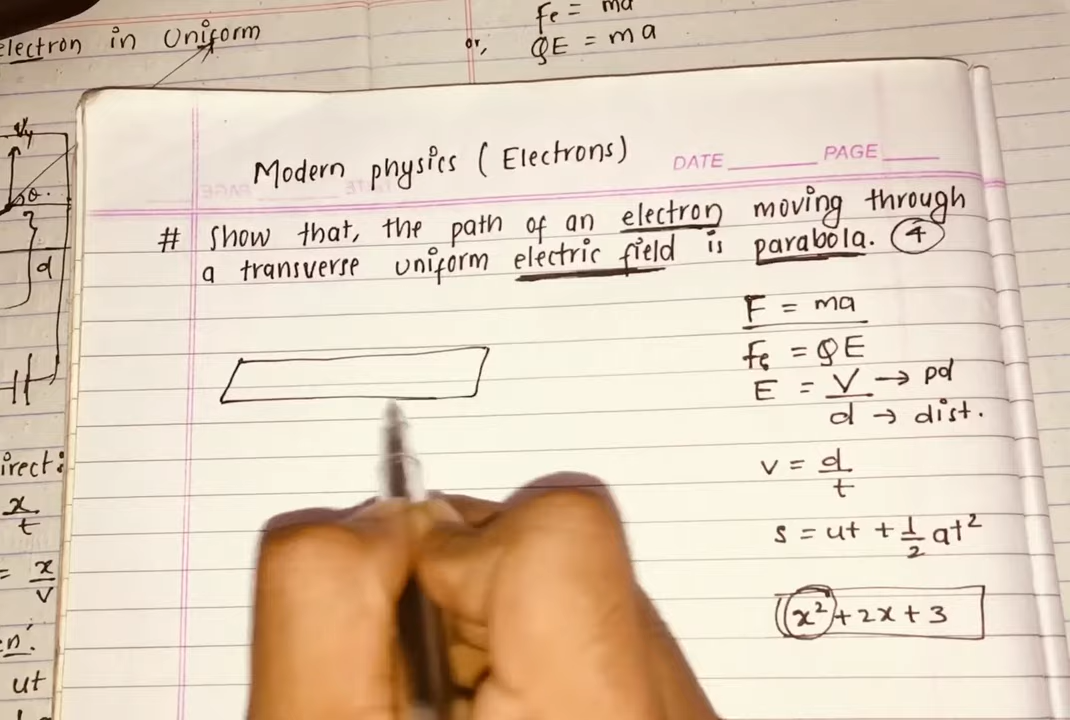 electron in Uniform
Fe = ma
or, QE = ma
Vy
θ
d
irect:
x
t
= x
v
ut
Modern physics ( Electrons)
DATE
PAGE
# Show that, the path of an electron moving through
a transverse uniform electric field is parabola. (4)
F = ma
Fe = QE
E = V → pd
d → dist.
v = d
t
s = ut + 1/2 at²
x² + 2x + 3